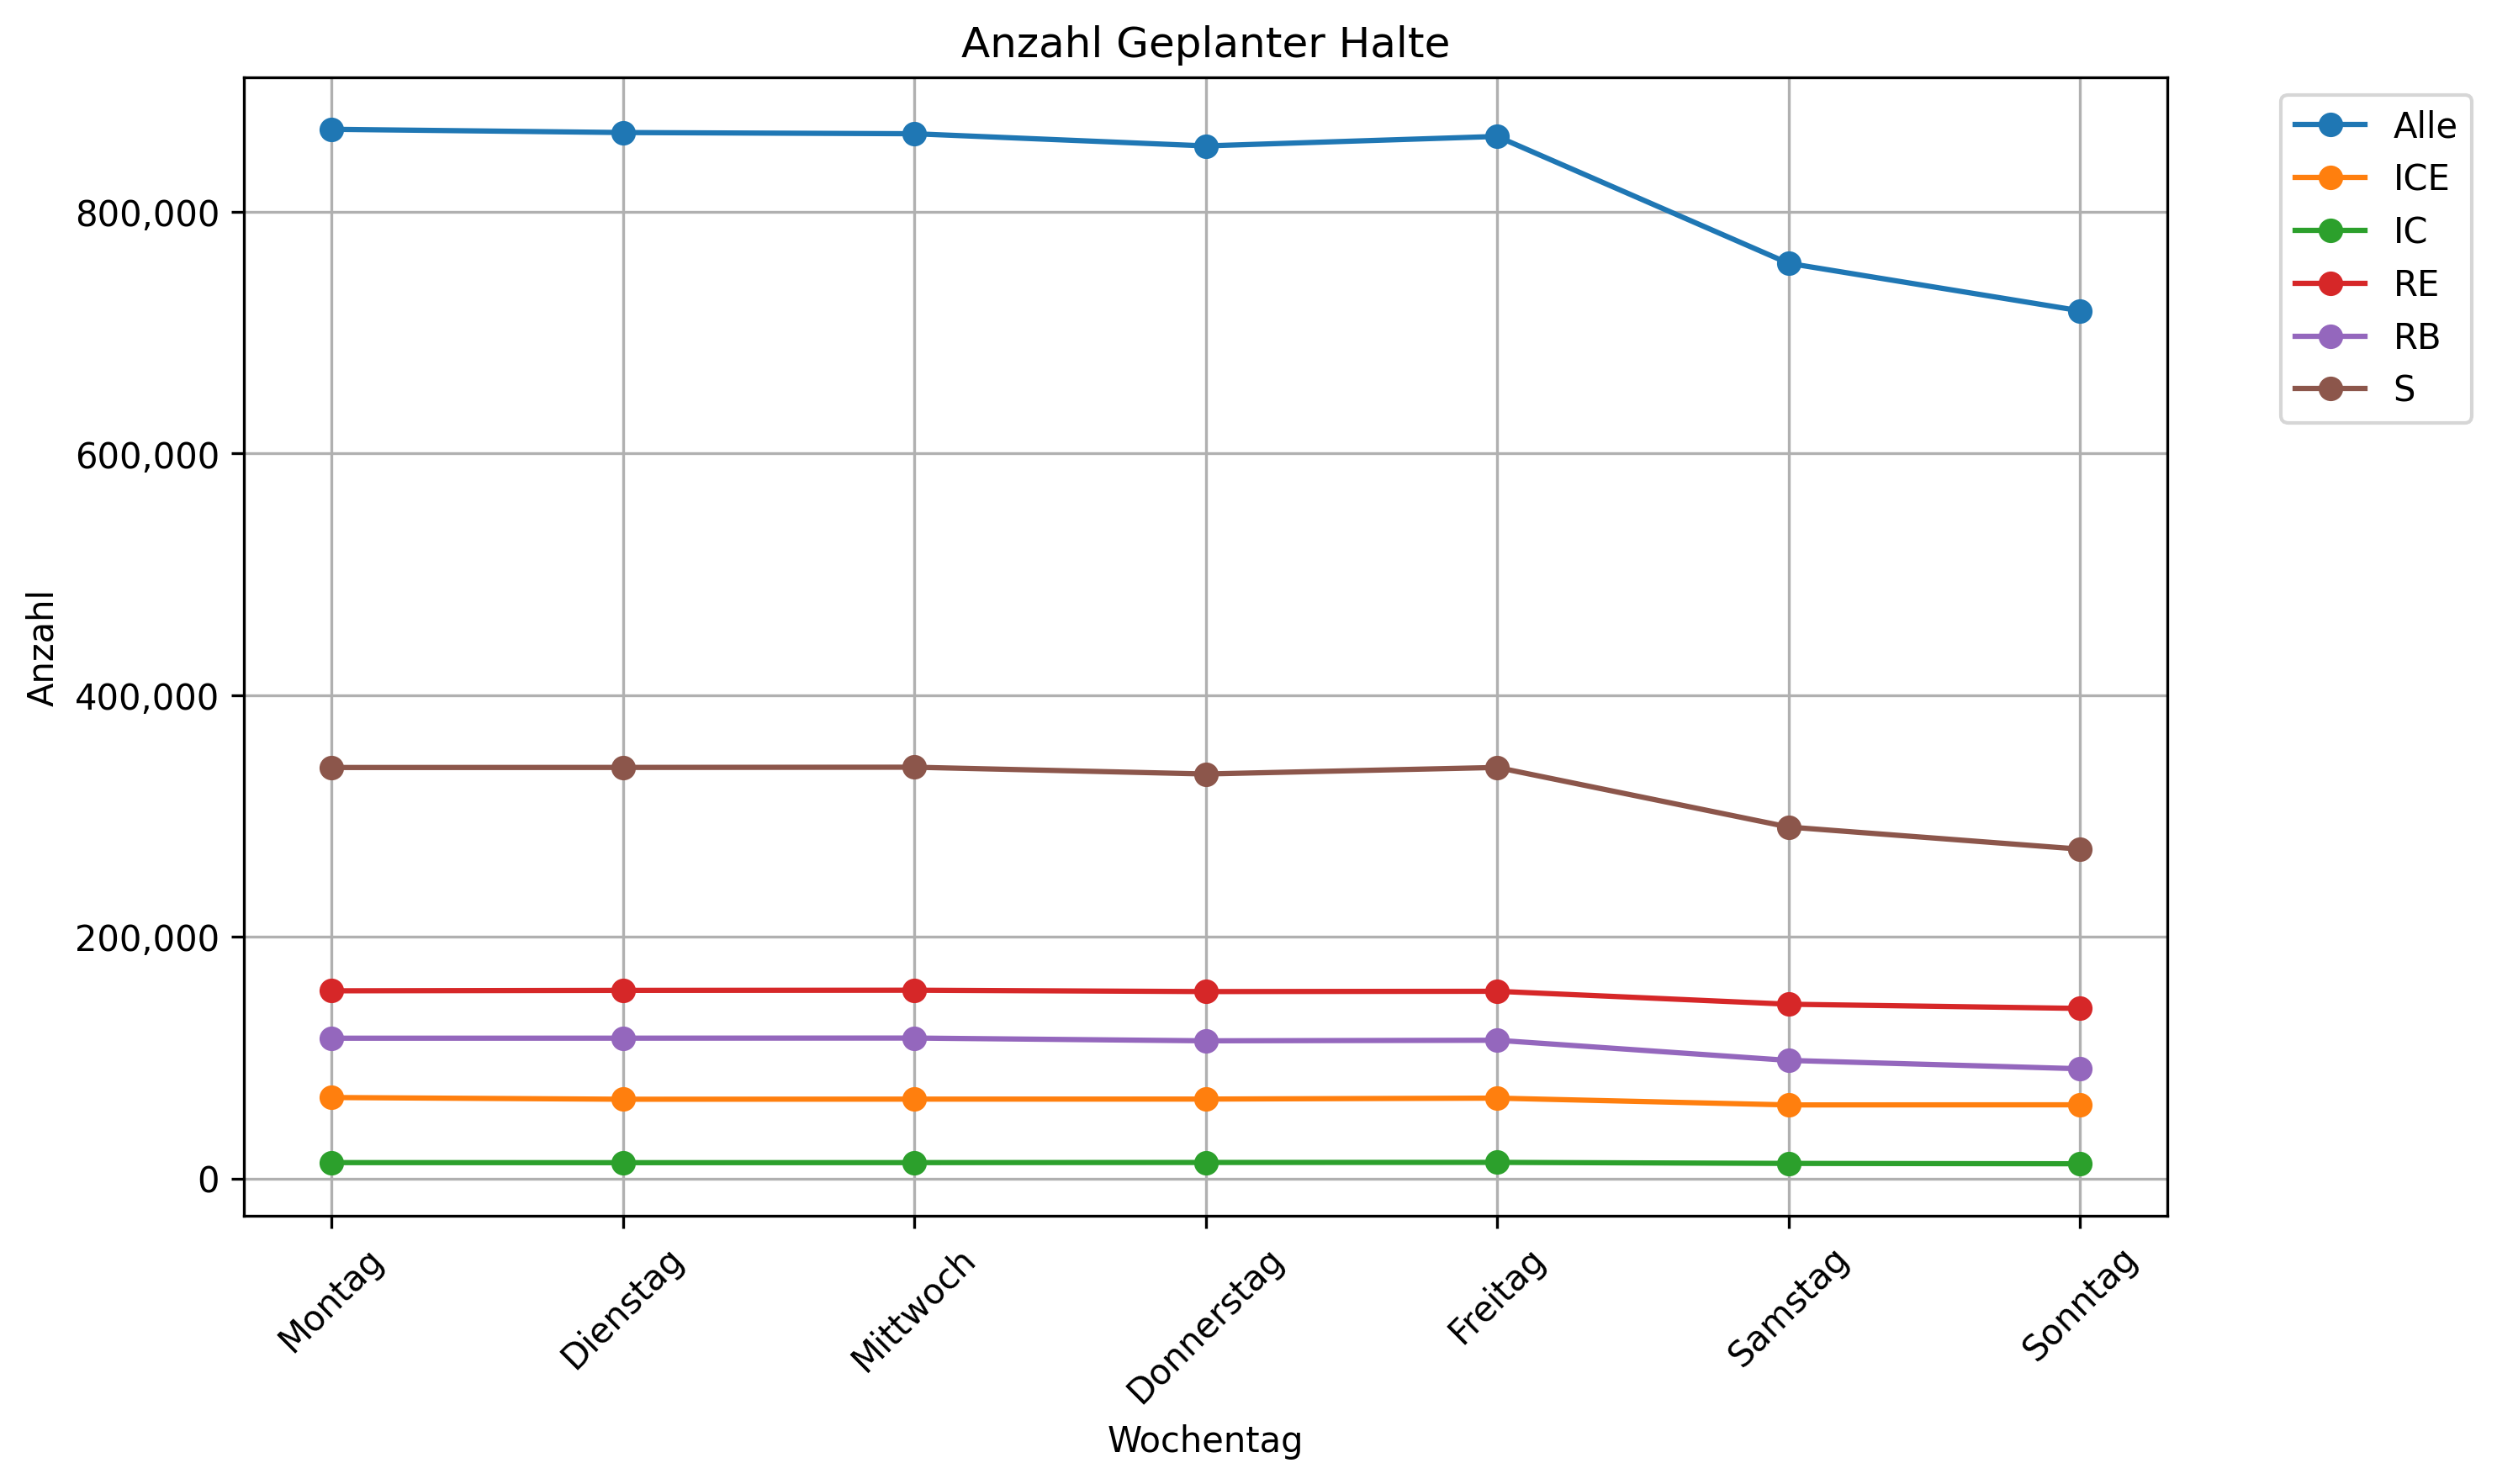 Anzahl Geplanter Halte
Anzahl
800,000
600,000
400,000
200,000
0
Montag
Dienstag
Mittwoch
Donnerstag
Freitag
Samstag
Sonntag
Wochentag
Alle
ICE
IC
RE
RB
S